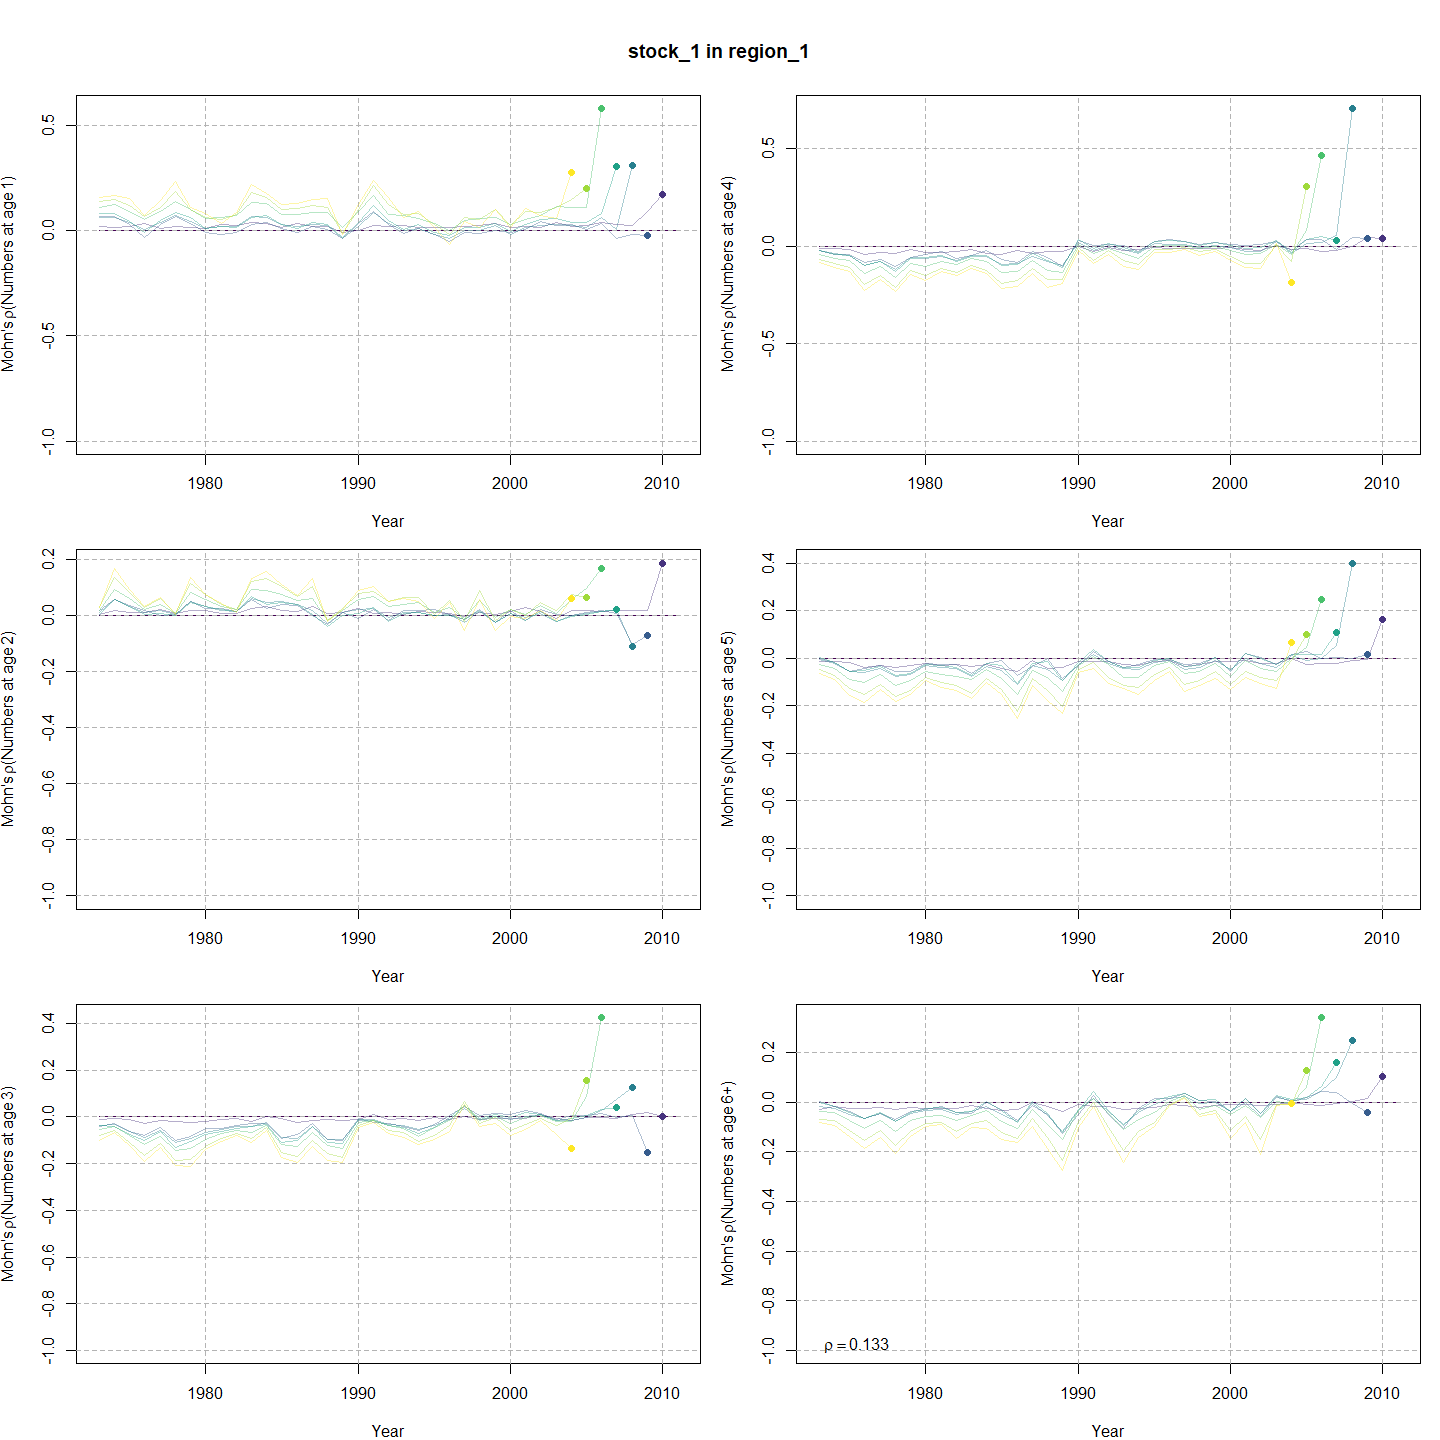 stock_1 in region_1
Mohn's ρ(Numbers at age 1)
0.5
0.0
-0.5
-1.0
1980 1990 2000 2010
Year
Mohn's ρ(Numbers at age 4)
0.5
0.0
-0.5
-1.0
1980 1990 2000 2010
Year
Mohn's ρ(Numbers at age 2)
0.2
0.0
-0.2
-0.4
-0.6
-0.8
-1.0
1980 1990 2000 2010
Year
Mohn's ρ(Numbers at age 5)
0.4
0.2
0.0
-0.2
-0.4
-0.6
-0.8
-1.0
1980 1990 2000 2010
Year
Mohn's ρ(Numbers at age 3)
0.4
0.2
0.0
-0.2
-0.4
-0.6
-0.8
-1.0
1980 1990 2000 2010
Year
Mohn's ρ(Numbers at age 6+)
0.2
0.0
-0.2
-0.4
-0.6
-0.8
-1.0
ρ = 0.133
1980 1990 2000 2010
Year